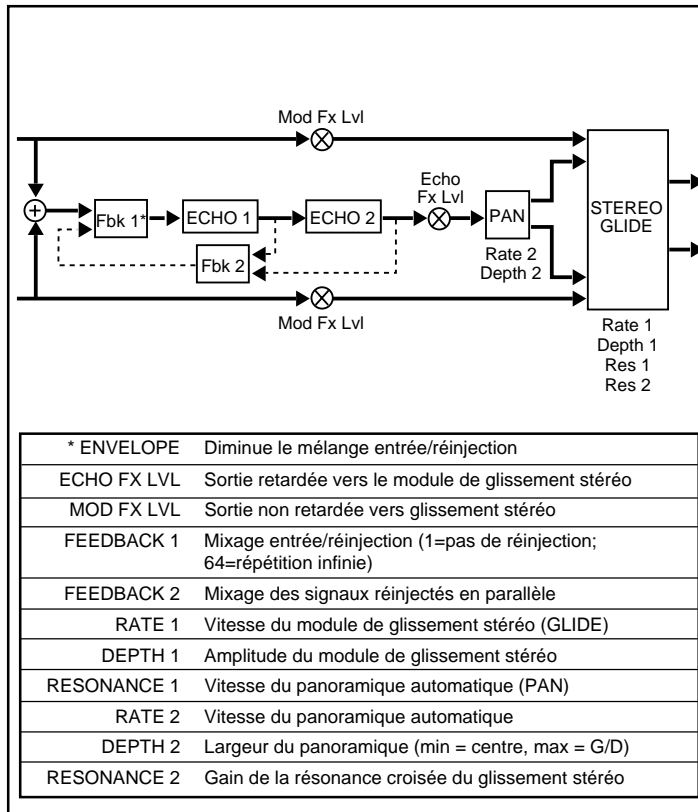 Mod Fx Lvl
Echo
Fx Lvl
+
Fbk 1*
ECHO 1
ECHO 2
PAN
STEREO
GLIDE
Fbk 2
Rate 2
Depth 2
Mod Fx Lvl
Rate 1
Depth 1
Res 1
Res 2
* ENVELOPE Diminue le mélange entrée/réinjection
ECHO FX LVL Sortie retardée vers le module de glissement stéréo
MOD FX LVL Sortie non retardée vers glissement stéréo
FEEDBACK 1 Mixage entrée/réinjection (1=pas de réinjection;
64=répétition infinie)
FEEDBACK 2 Mixage des signaux réinjectés en parallèle
RATE 1 Vitesse du module de glissement stéréo (GLIDE)
DEPTH 1 Amplitude du module de glissement stéréo
RESONANCE 1 Vitesse du panoramique automatique (PAN)
RATE 2 Vitesse du panoramique automatique
DEPTH 2 Largeur du panoramique (min = centre, max = G/D)
RESONANCE 2 Gain de la résonance croisée du glissement stéréo